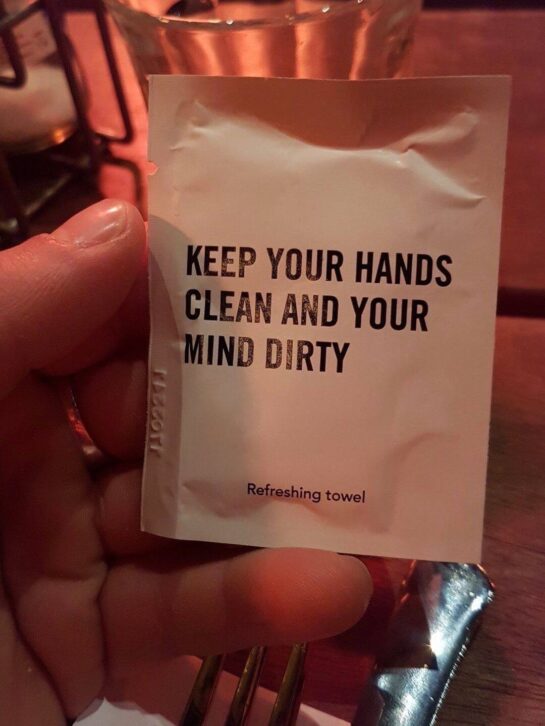 KEEP YOUR HANDS
CLEAN AND YOUR
MIND DIRTY
Refreshing towel